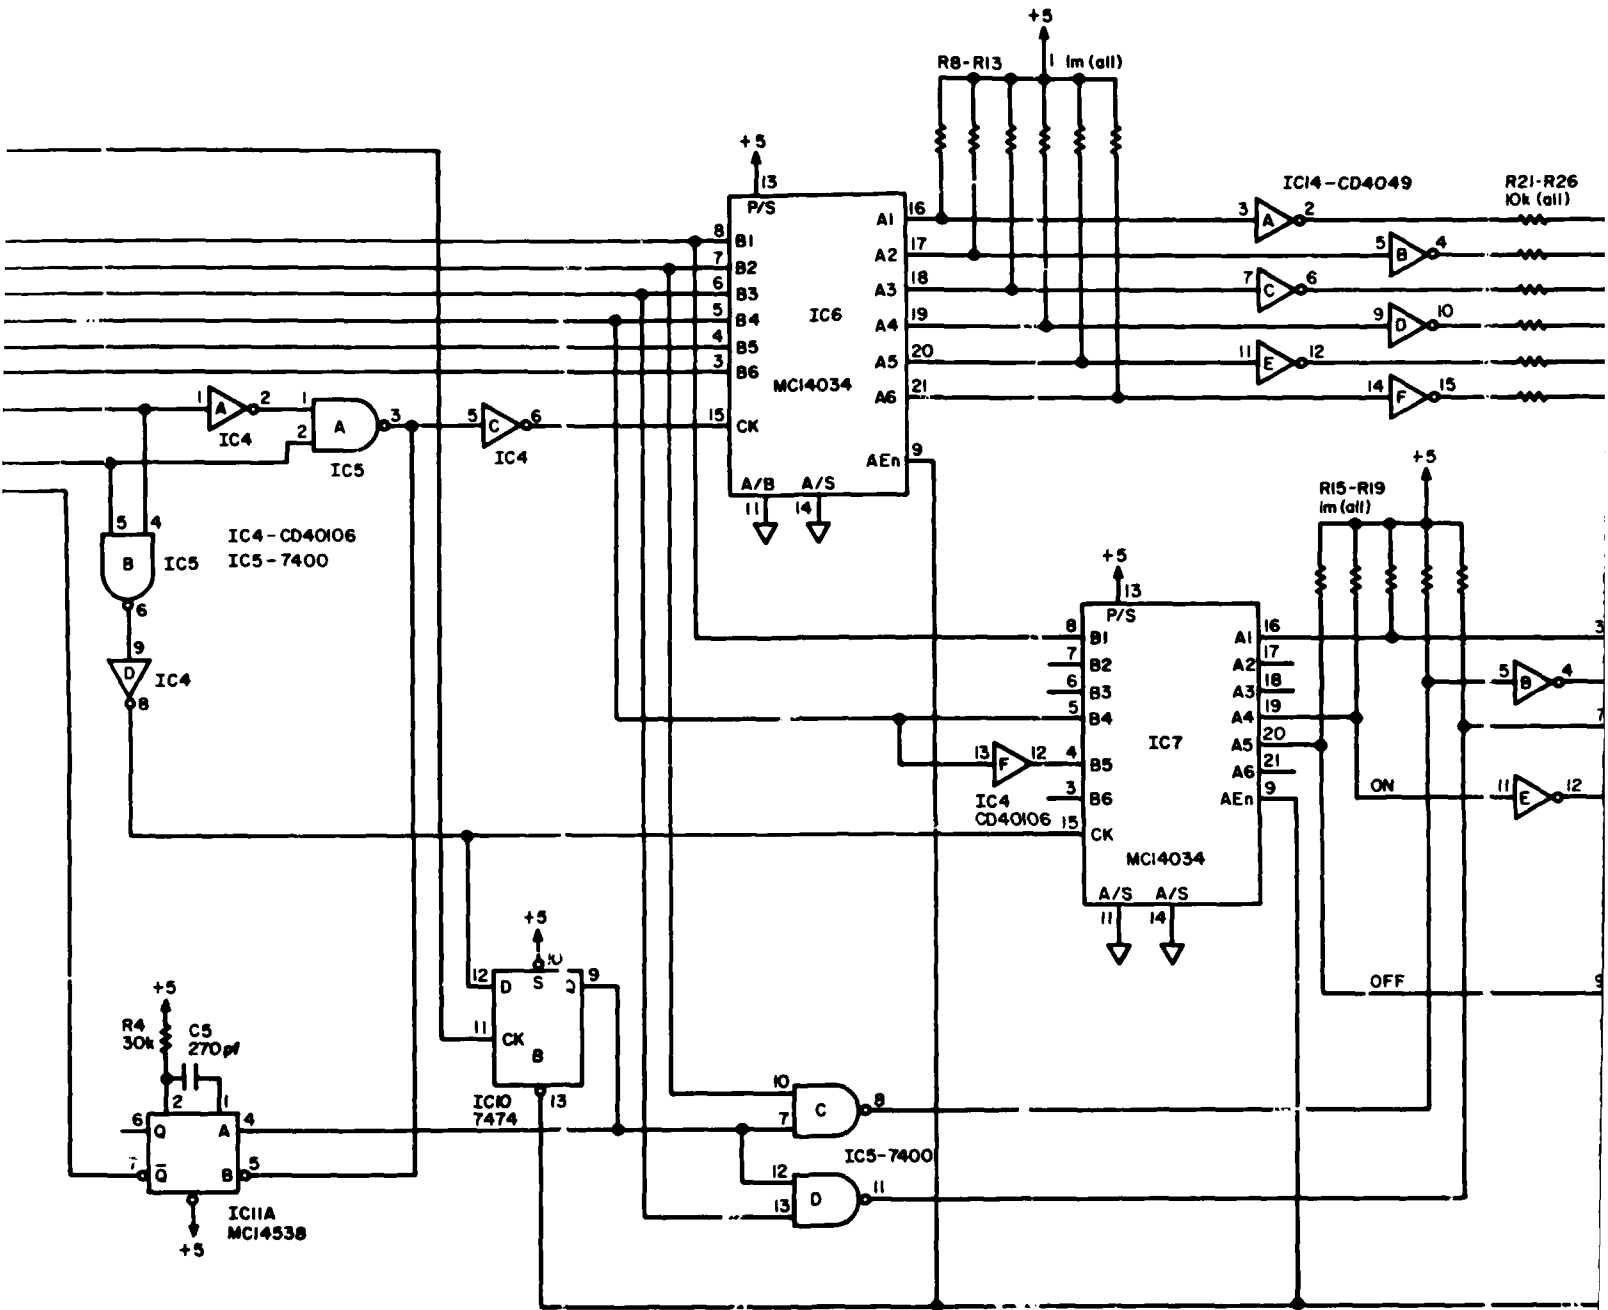 +5
R8-R13
1 1m (all)
+5
13
P/S
IC14-CD4049
R21-R26
10k (all)
8 B1
7 B2
6 B3
5 B4
4 B5
3 B6
15 CK
IC6
MC14034
A1 16
A2 17
A3 18
A4 19
A5 20
A6 21
AEn 9
A/B A/S
11 14
3 A 2
5 B 4
7 C 6
9 D 10
11 E 12
14 F 15
1 A 2
IC4
1
2
A 3
IC5
5 C 6
IC4
5 4
B
IC5
6
IC4-CD40106
IC5-7400
9
D
IC4
8
+5
R15-R19
1m (all)
+5
13
P/S
8 B1
7 B2
6 B3
5 B4
4 B5
3 B6
15 CK
IC7
MC14034
A1 16
A2 17
A3 18
A4 19
A5 20
A6 21
AEn 9
A/S A/S
11 14
13 F 12
IC4
CD40106
3
5 B 4
7
ON
11 E 12
OFF
9
+5
10
12 D S Q 9
11 CK
B
13
IC10
7474
+5
R4
30k
C5
270pf
2 1
6 Q A 4
7 Q̅ B 5
IC11A
MC14538
+5
10
7
C 8
IC5-7400
12
13
D 11